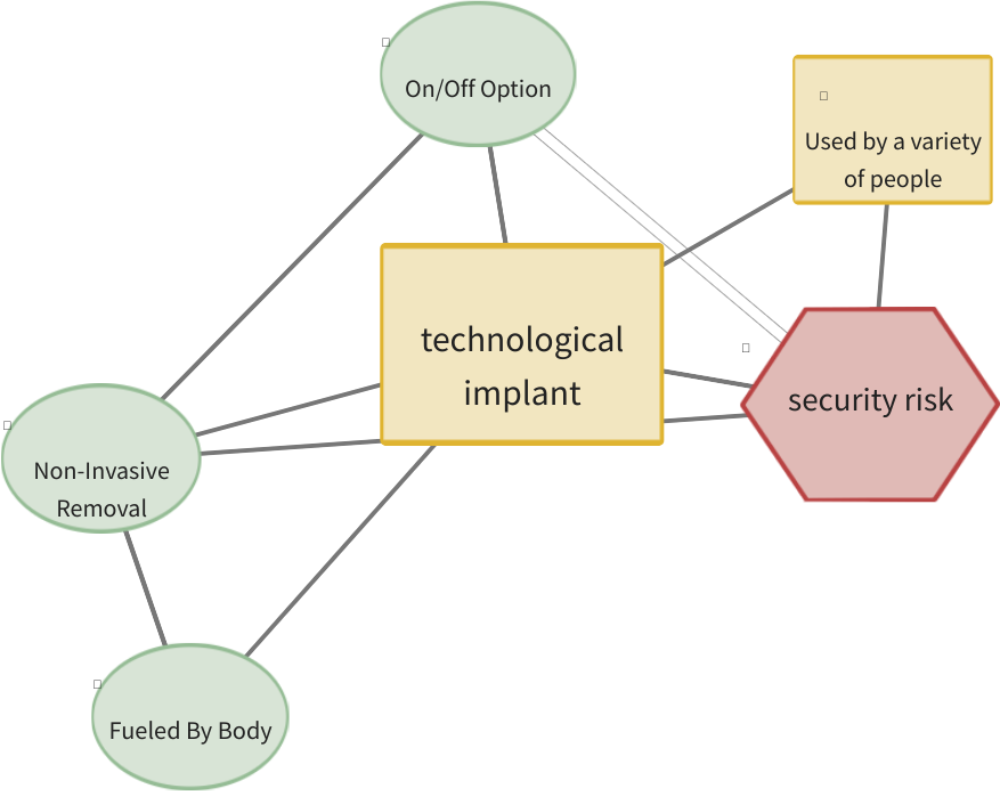 On/Off Option
Used by a variety
of people
technological
implant
security risk
Non-Invasive
Removal
Fueled By Body